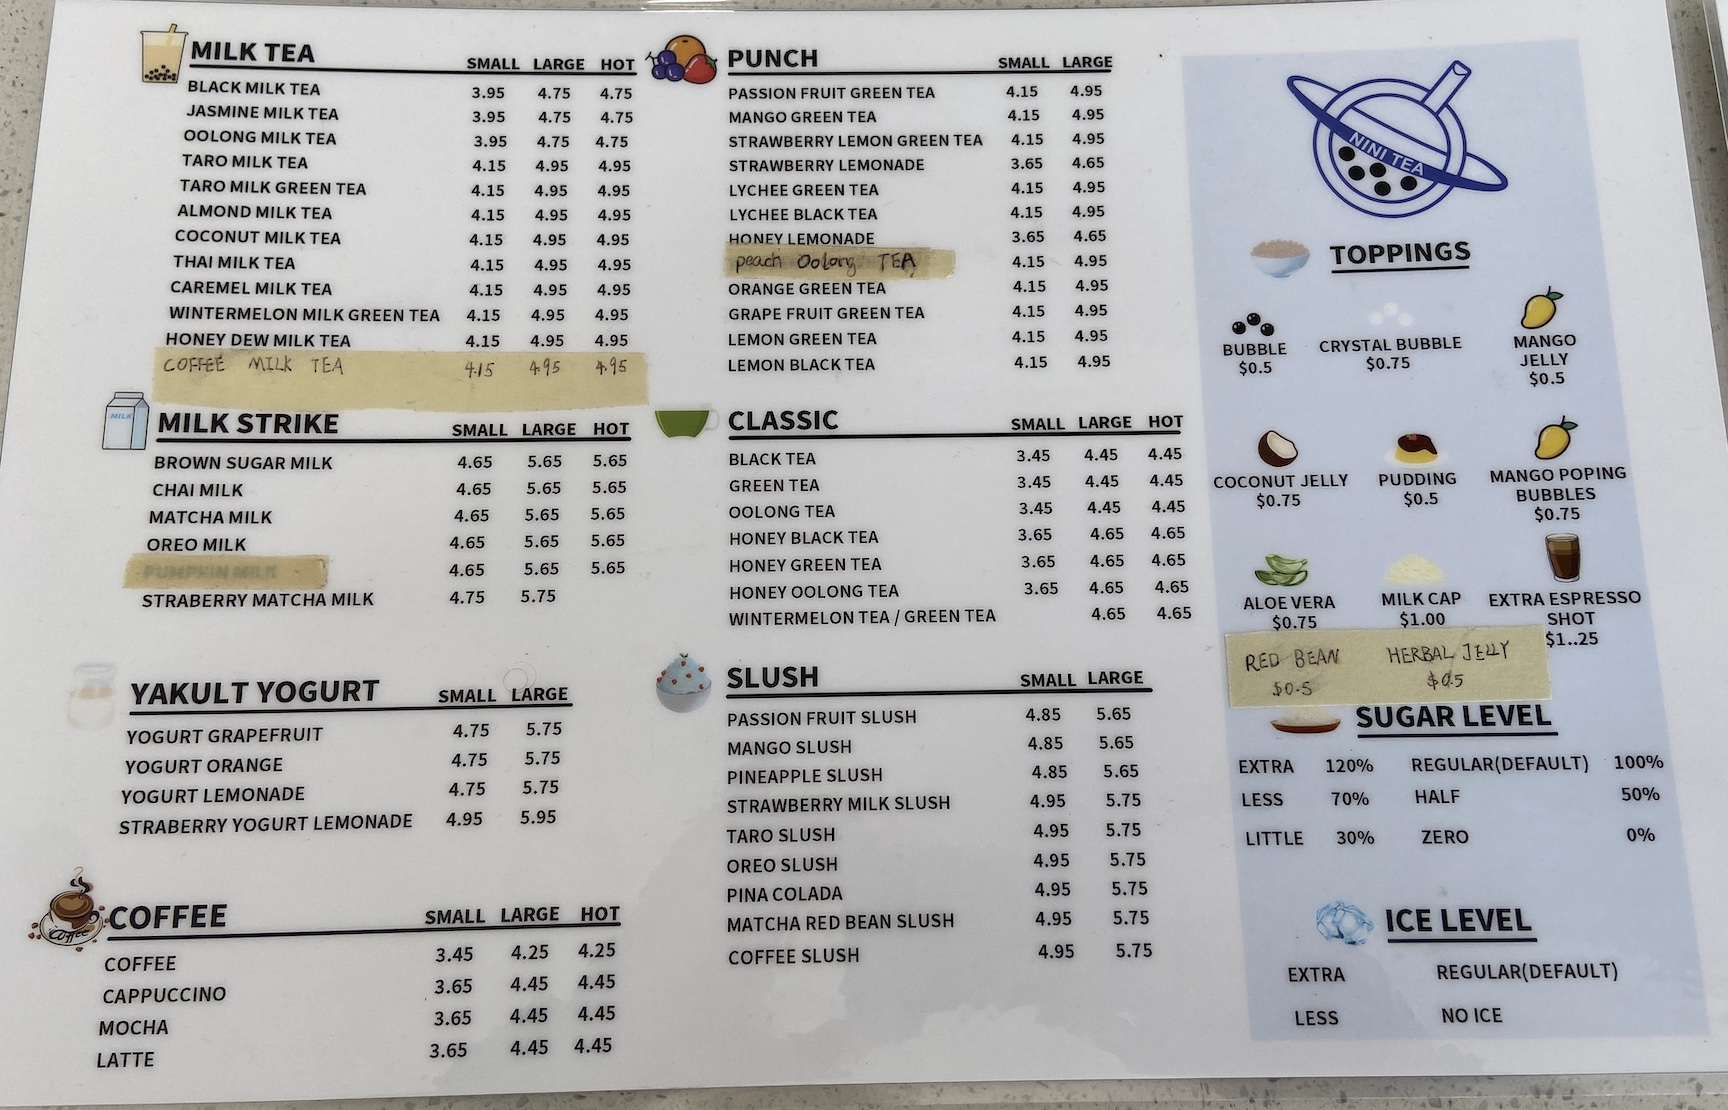 MILK TEA SMALL LARGE HOT
BLACK MILK TEA 3.95 4.75 4.75
JASMINE MILK TEA 3.95 4.75 4.75
OOLONG MILK TEA 3.95 4.75 4.75
TARO MILK TEA 4.15 4.95 4.95
TARO MILK GREEN TEA 4.15 4.95 4.95
ALMOND MILK TEA 4.15 4.95 4.95
COCONUT MILK TEA 4.15 4.95 4.95
THAI MILK TEA 4.15 4.95 4.95
CAREMEL MILK TEA 4.15 4.95 4.95
WINTERMELON MILK GREEN TEA 4.15 4.95 4.95
HONEY DEW MILK TEA 4.15 4.95 4.95
COFFEE MILK TEA 4.15 4.95 4.95
MILK
MILK STRIKE SMALL LARGE HOT
BROWN SUGAR MILK 4.65 5.65 5.65
CHAI MILK 4.65 5.65 5.65
MATCHA MILK 4.65 5.65 5.65
OREO MILK 4.65 5.65 5.65
PUMPKIN MILK 4.65 5.65 5.65
STRABERRY MATCHA MILK 4.75 5.75
YAKULT YOGURT SMALL LARGE
YOGURT GRAPEFRUIT 4.75 5.75
YOGURT ORANGE 4.75 5.75
YOGURT LEMONADE 4.75 5.75
STRABERRY YOGURT LEMONADE 4.95 5.95
COFFEE SMALL LARGE HOT
Coffee
COFFEE 3.45 4.25 4.25
CAPPUCCINO 3.65 4.45 4.45
MOCHA 3.65 4.45 4.45
LATTE 3.65 4.45 4.45
PUNCH SMALL LARGE
PASSION FRUIT GREEN TEA 4.15 4.95
MANGO GREEN TEA 4.15 4.95
STRAWBERRY LEMON GREEN TEA 4.15 4.95
STRAWBERRY LEMONADE 3.65 4.65
LYCHEE GREEN TEA 4.15 4.95
LYCHEE BLACK TEA 4.15 4.95
HONEY LEMONADE 3.65 4.65
peach Oolong TEA 4.15 4.95
ORANGE GREEN TEA 4.15 4.95
GRAPE FRUIT GREEN TEA 4.15 4.95
LEMON GREEN TEA 4.15 4.95
LEMON BLACK TEA 4.15 4.95
CLASSIC SMALL LARGE HOT
BLACK TEA 3.45 4.45 4.45
GREEN TEA 3.45 4.45 4.45
OOLONG TEA 3.45 4.45 4.45
HONEY BLACK TEA 3.65 4.65 4.65
HONEY GREEN TEA 3.65 4.65 4.65
HONEY OOLONG TEA 3.65 4.65 4.65
WINTERMELON TEA / GREEN TEA 4.65 4.65
SLUSH SMALL LARGE
PASSION FRUIT SLUSH 4.85 5.65
MANGO SLUSH 4.85 5.65
PINEAPPLE SLUSH 4.85 5.65
STRAWBERRY MILK SLUSH 4.95 5.75
TARO SLUSH 4.95 5.75
OREO SLUSH 4.95 5.75
PINA COLADA 4.95 5.75
MATCHA RED BEAN SLUSH 4.95 5.75
COFFEE SLUSH 4.95 5.75
NINI TEA
TOPPINGS
BUBBLE
$0.5
CRYSTAL BUBBLE
$0.75
MANGO
JELLY
$0.5
COCONUT JELLY
$0.75
PUDDING
$0.5
MANGO POPING
BUBBLES
$0.75
ALOE VERA
$0.75
MILK CAP
$1.00
EXTRA ESPRESSO
SHOT
$1..25
RED BEAN
$0.5
HERBAL JELLY
$0.5
SUGAR LEVEL
EXTRA 120% REGULAR(DEFAULT) 100%
LESS 70% HALF 50%
LITTLE 30% ZERO 0%
ICE LEVEL
EXTRA REGULAR(DEFAULT)
LESS NO ICE